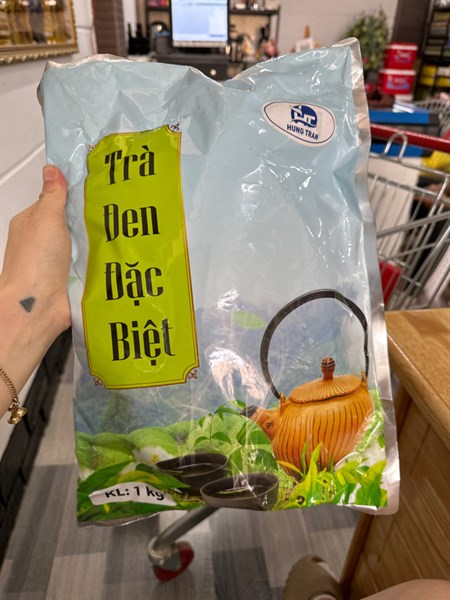 HUNG TRAN
Trà
Đen
Đặc
Biệt
KL: 1 kg